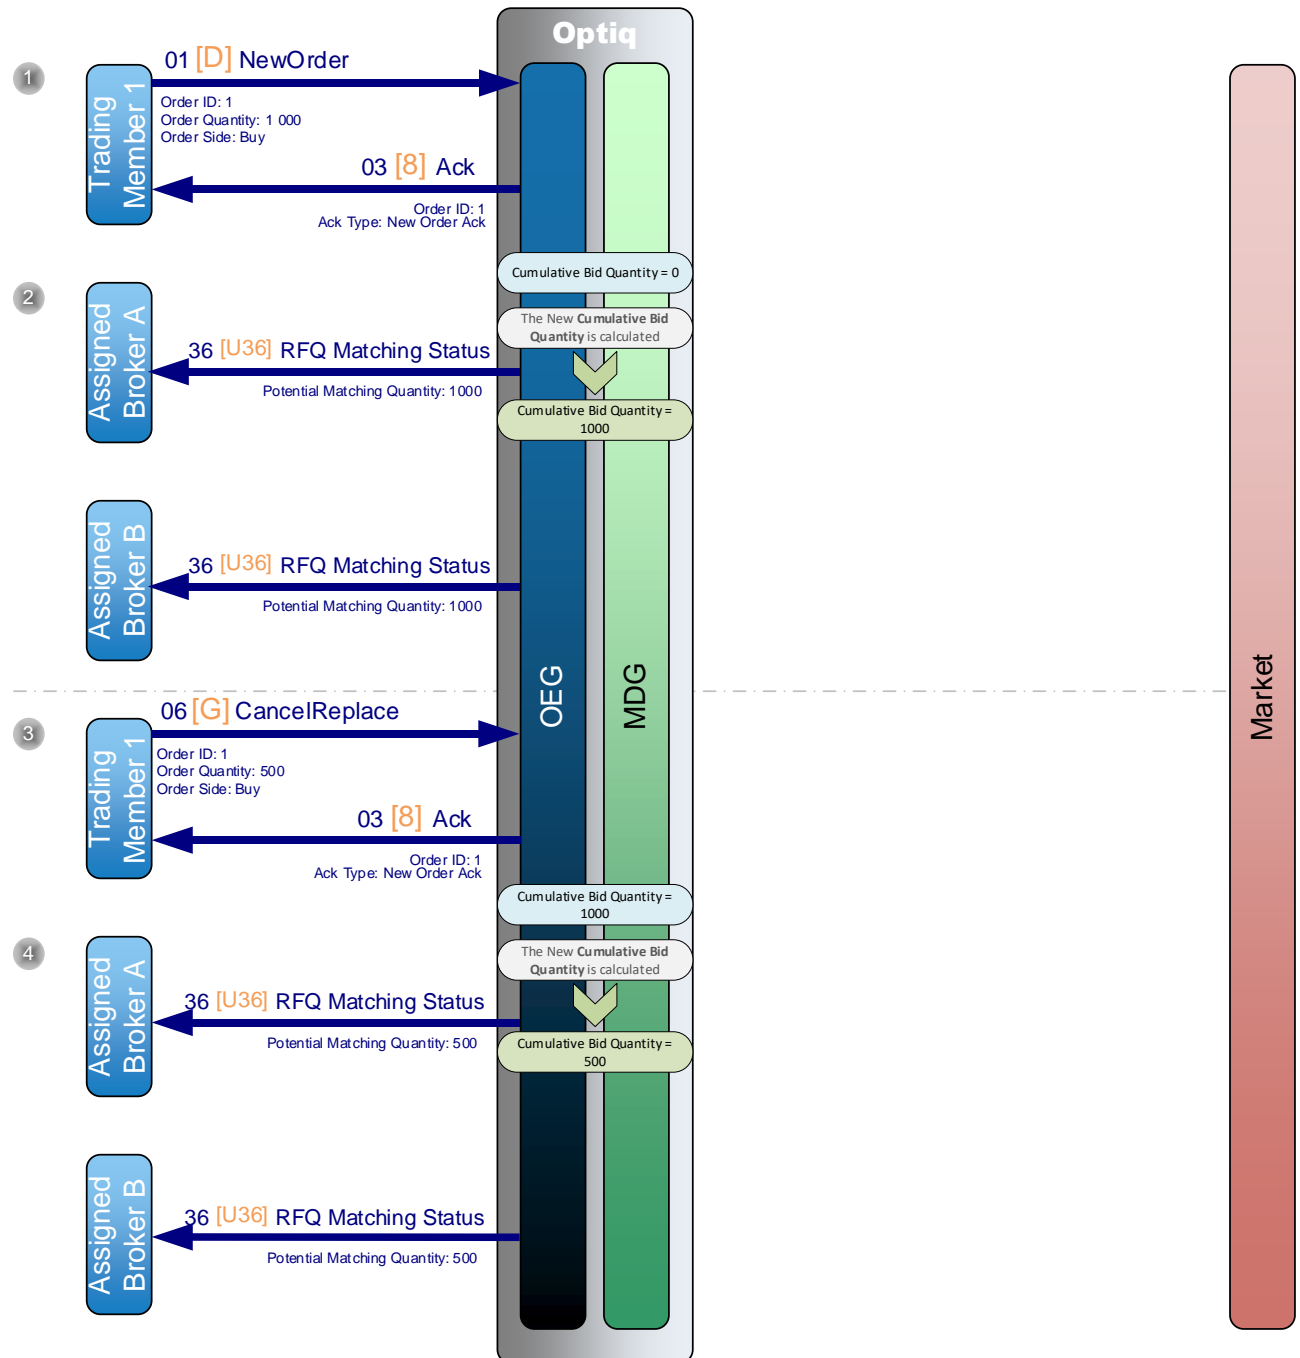 Optiq
1
Trading
Member 1
01 [D] NewOrder
Order ID: 1
Order Quantity: 1 000
Order Side: Buy
03 [8] Ack
Order ID: 1
Ack Type: New Order Ack
Cumulative Bid Quantity = 0
2
Assigned
Broker A
The New Cumulative Bid
Quantity is calculated
36 [U36] RFQ Matching Status
Potential Matching Quantity: 1000
Cumulative Bid Quantity =
1000
Assigned
Broker B
36 [U36] RFQ Matching Status
Potential Matching Quantity: 1000
OEG
MDG
Market
3
Trading
Member 1
06 [G] CancelReplace
Order ID: 1
Order Quantity: 500
Order Side: Buy
03 [8] Ack
Order ID: 1
Ack Type: New Order Ack
Cumulative Bid Quantity =
1000
4
Assigned
Broker A
The New Cumulative Bid
Quantity is calculated
36 [U36] RFQ Matching Status
Potential Matching Quantity: 500
Cumulative Bid Quantity =
500
Assigned
Broker B
36 [U36] RFQ Matching Status
Potential Matching Quantity: 500